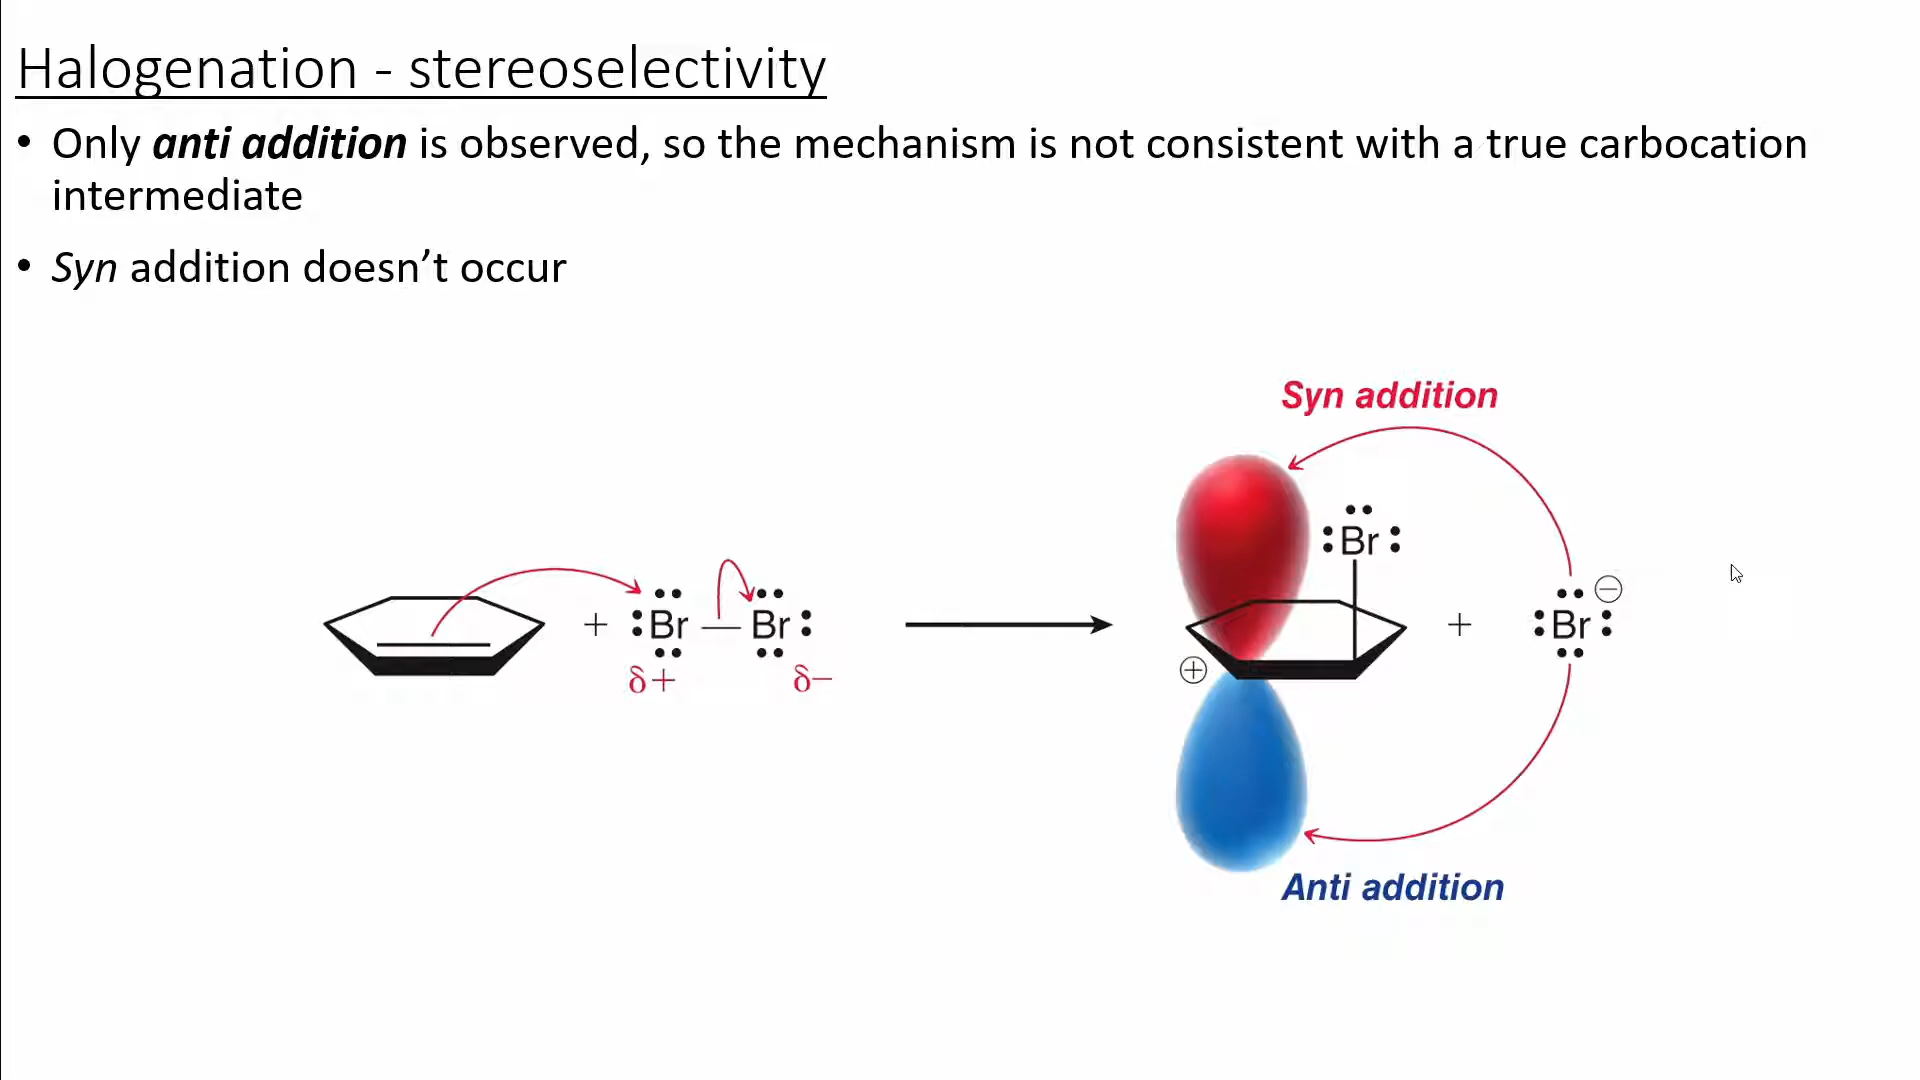 Halogenation - stereoselectivity
• Only anti addition is observed, so the mechanism is not consistent with a true carbocation
intermediate
• Syn addition doesn’t occur
Syn addition
Br
+ Br — Br
+ Br ⊖
δ+ δ−
⊕
Anti addition